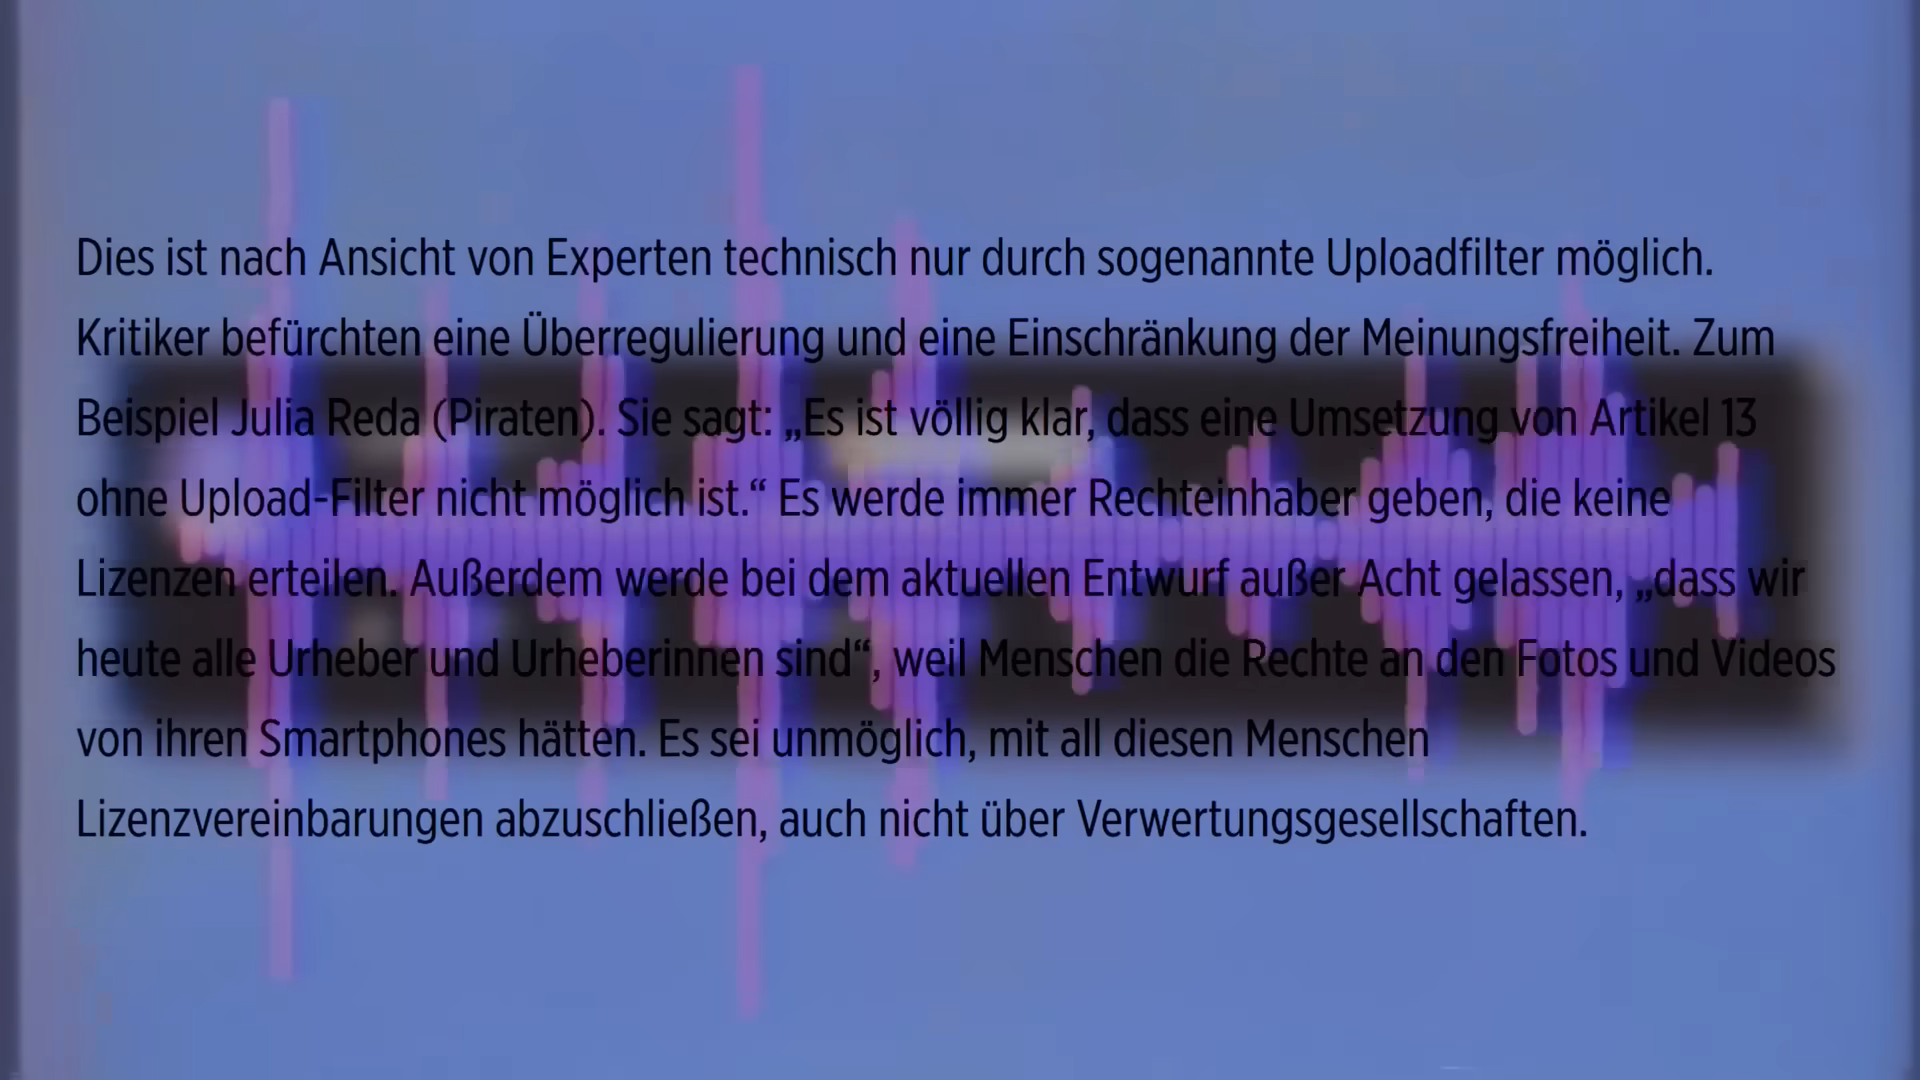 Dies ist nach Ansicht von Experten technisch nur durch sogenannte Uploadfilter möglich.
Kritiker befürchten eine Überregulierung und eine Einschränkung der Meinungsfreiheit. Zum
Beispiel Julia Reda (Piraten). Sie sagt: „Es ist völlig klar, dass eine Umsetzung von Artikel 13
ohne Upload-Filter nicht möglich ist.“ Es werde immer Rechteinhaber geben, die keine
Lizenzen erteilen. Außerdem werde bei dem aktuellen Entwurf außer Acht gelassen, „dass wir
heute alle Urheber und Urheberinnen sind“, weil Menschen die Rechte an den Fotos und Videos
von ihren Smartphones hätten. Es sei unmöglich, mit all diesen Menschen
Lizenzvereinbarungen abzuschließen, auch nicht über Verwertungsgesellschaften.